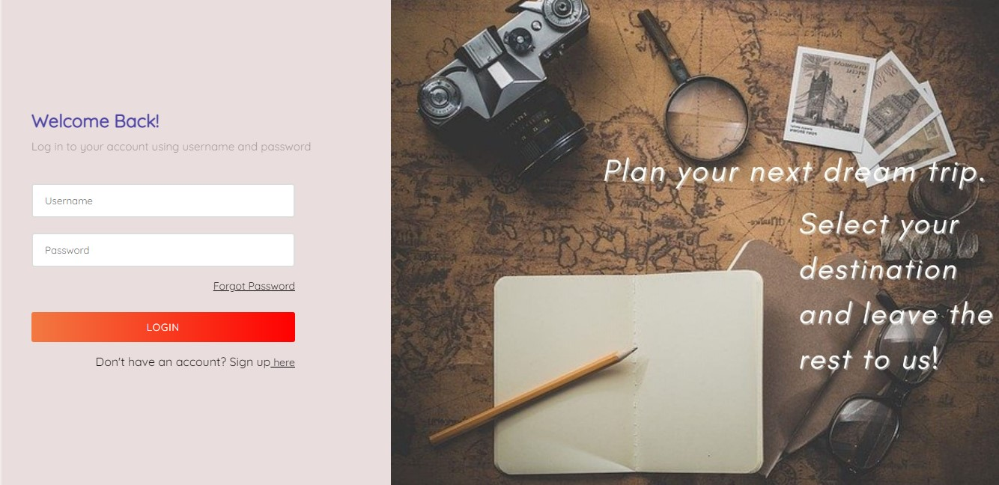 Welcome Back!
Log in to your account using username and password
Username
Password
Forgot Password
LOGIN
Don't have an account? Sign up here
Plan your next dream trip.
Select your
destination
and leave the
rest to us!